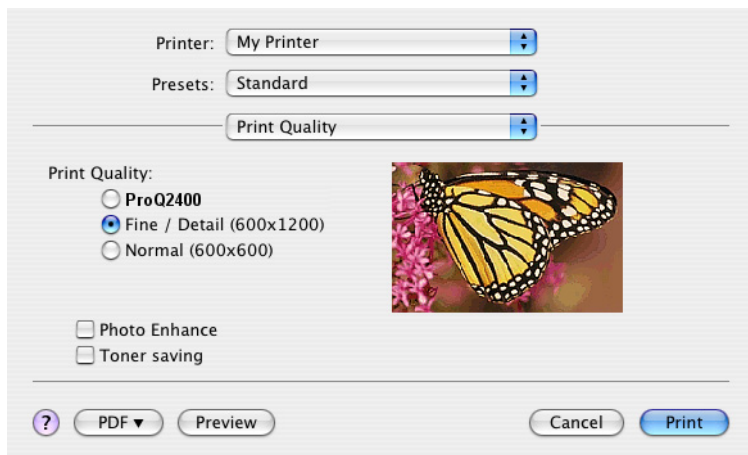 Printer: My Printer
Presets: Standard
Print Quality
Print Quality:
ProQ2400
Fine / Detail (600x1200)
Normal (600x600)
Photo Enhance
Toner saving
? PDF ▼ Preview Cancel Print